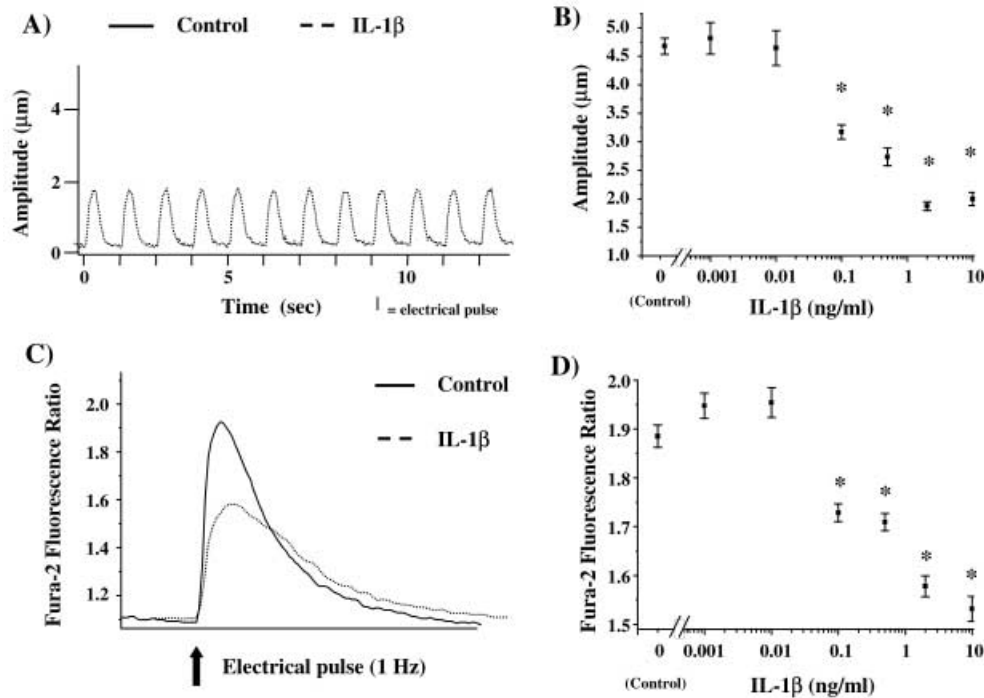 A)
Control
IL-1β
Amplitude (μm)
4
2
0
0
5
10
Time (sec)
| = electrical pulse
B)
Amplitude (μm)
5.0
4.5
4.0
3.5
3.0
2.5
2.0
1.5
1.0
*
*
*
*
0
0.001
0.01
0.1
1
10
(Control)
IL-1β (ng/ml)
C)
Control
IL-1β
Fura-2 Fluorescence Ratio
2.0
1.8
1.6
1.4
1.2
Electrical pulse (1 Hz)
D)
Fura-2 Fluorescence Ratio
2.0
1.9
1.8
1.7
1.6
1.5
*
*
*
*
0
0.001
0.01
0.1
1
10
(Control)
IL-1β (ng/ml)